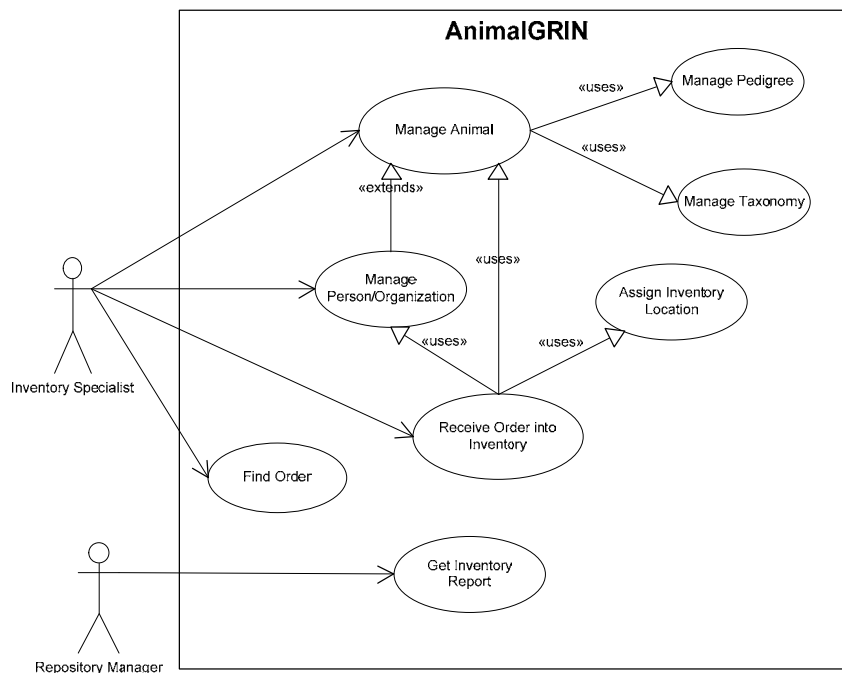 AnimalGRIN
Manage Pedigree
«uses»
Manage Animal
«uses»
«extends»
Manage Taxonomy
«uses»
Manage
Person/Organization
Assign Inventory
Location
«uses»
«uses»
Inventory Specialist
Receive Order into
Inventory
Find Order
Get Inventory
Report
Repository Manager